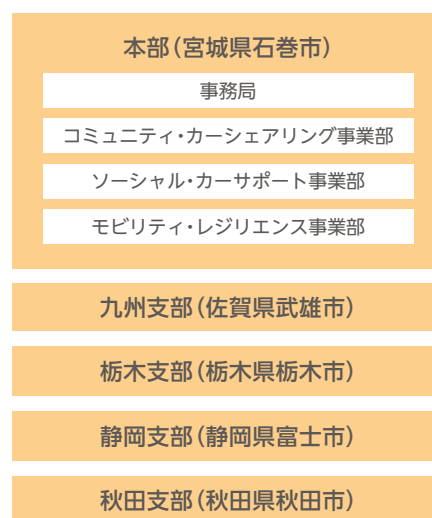 本部（宮城県石巻市）
事務局
コミュニティ・カーシェアリング事業部
ソーシャル・カーサポート事業部
モビリティ・レジリエンス事業部
九州支部（佐賀県武雄市）
栃木支部（栃木県栃木市）
静岡支部（静岡県富士市）
秋田支部（秋田県秋田市）